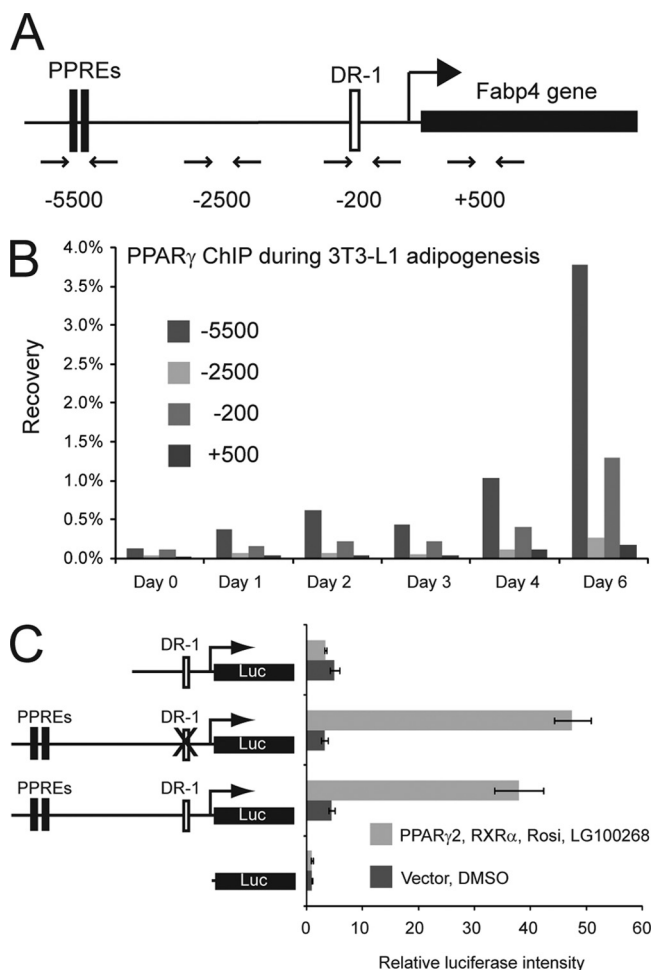 A
PPREs
DR-1
Fabp4 gene
-5500
-2500
-200
+500
B
PPARγ ChIP during 3T3-L1 adipogenesis
4.0%
3.5%
3.0%
2.5%
2.0%
1.5%
1.0%
0.5%
0.0%
Recovery
-5500
-2500
-200
+500
Day 0
Day 1
Day 2
Day 3
Day 4
Day 6
C
DR-1
Luc
PPREs
DR-1
Luc
PPREs
DR-1
Luc
Luc
PPARγ2, RXRα, Rosi, LG100268
Vector, DMSO
0 10 20 30 40 50 60
Relative luciferase intensity